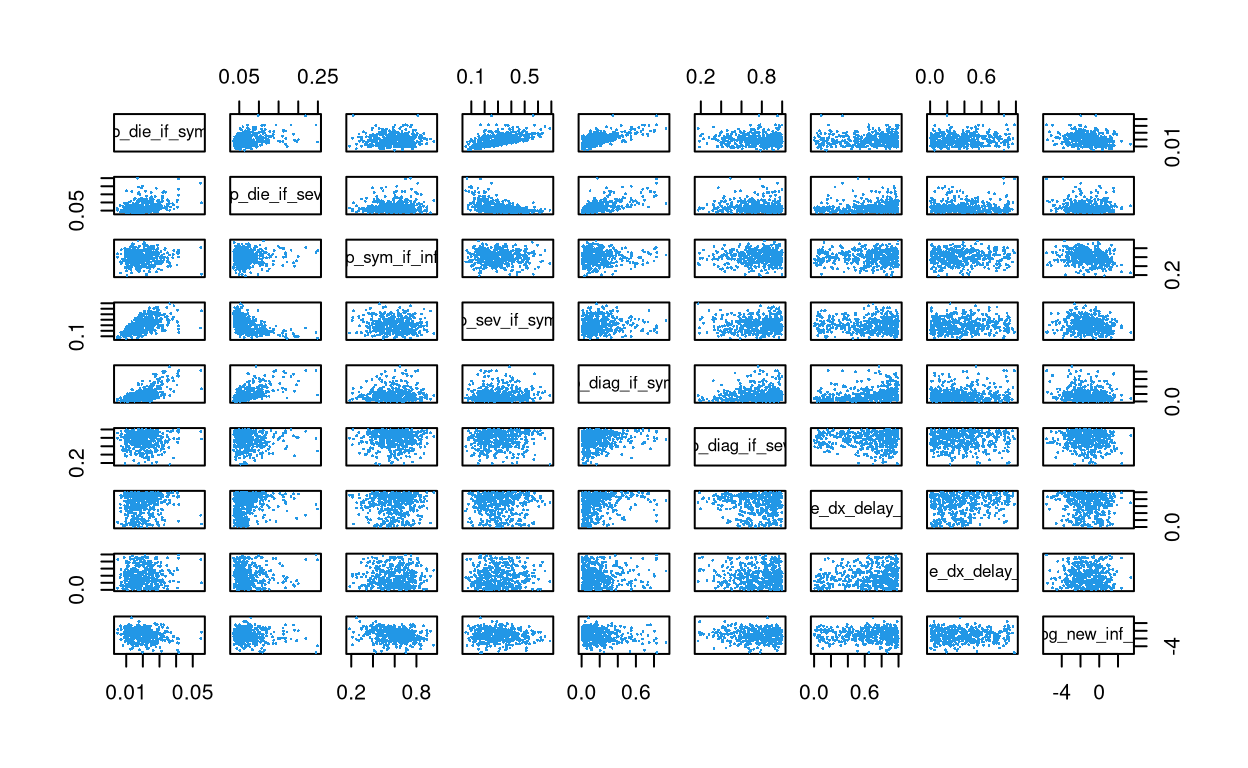 0.05 0.25 0.1 0.5 0.2 0.8 0.0 0.6
o_die_if_sym
0.01
0.05
p_die_if_sev
p_sym_if_inf
0.2
0.1
p_sev_if_sym
_diag_if_sym
0.0
0.2
p_diag_if_sev
e_dx_delay_
0.0
0.0
e_dx_delay_
og_new_inf_
-4
0.01 0.05 0.2 0.8 0.0 0.6 0.0 0.6 -4 0